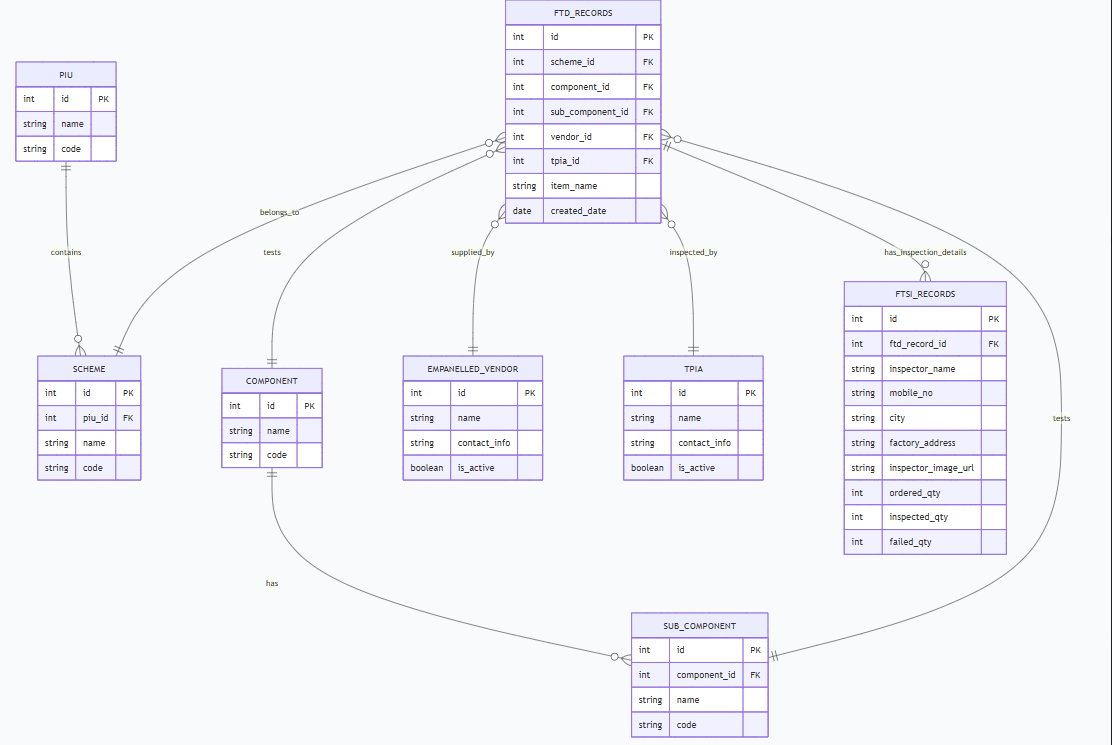 FTD_RECORDS
int id PK
int scheme_id FK
int component_id FK
int sub_component_id FK
int vendor_id FK
int tpia_id FK
string item_name
date created_date
PIU
int id PK
string name
string code
belongs_to
contains
tests
supplied_by
inspected_by
has_inspection_details
FTSI_RECORDS
int id PK
int ftd_record_id FK
string inspector_name
string mobile_no
string city
string factory_address
string inspector_image_url
int ordered_qty
int inspected_qty
int failed_qty
SCHEME
int id PK
int piu_id FK
string name
string code
COMPONENT
int id PK
string name
string code
EMPANELLED_VENDOR
int id PK
string name
string contact_info
boolean is_active
TPIA
int id PK
string name
string contact_info
boolean is_active
tests
has
SUB_COMPONENT
int id PK
int component_id FK
string name
string code